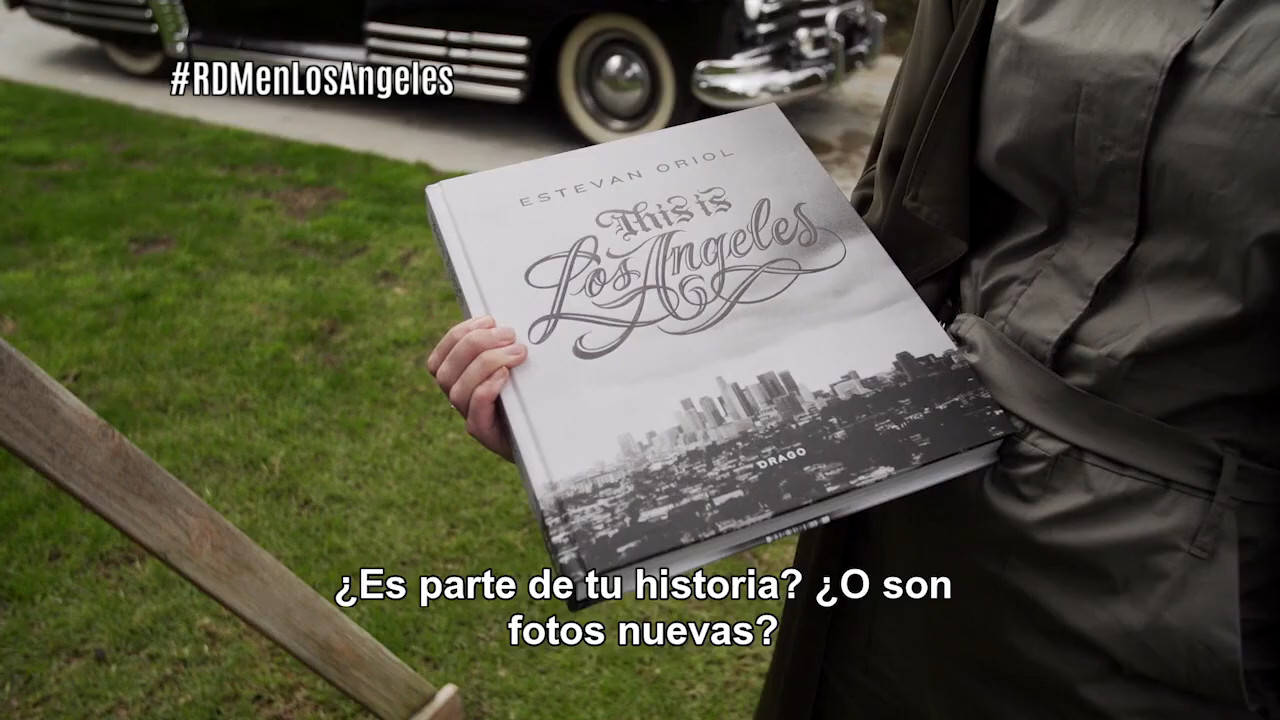 #RDMenLosAngeles
ESTEVAN ORIOL
This is
Los Angeles
DRAGO
¿Es parte de tu historia? ¿O son
fotos nuevas?